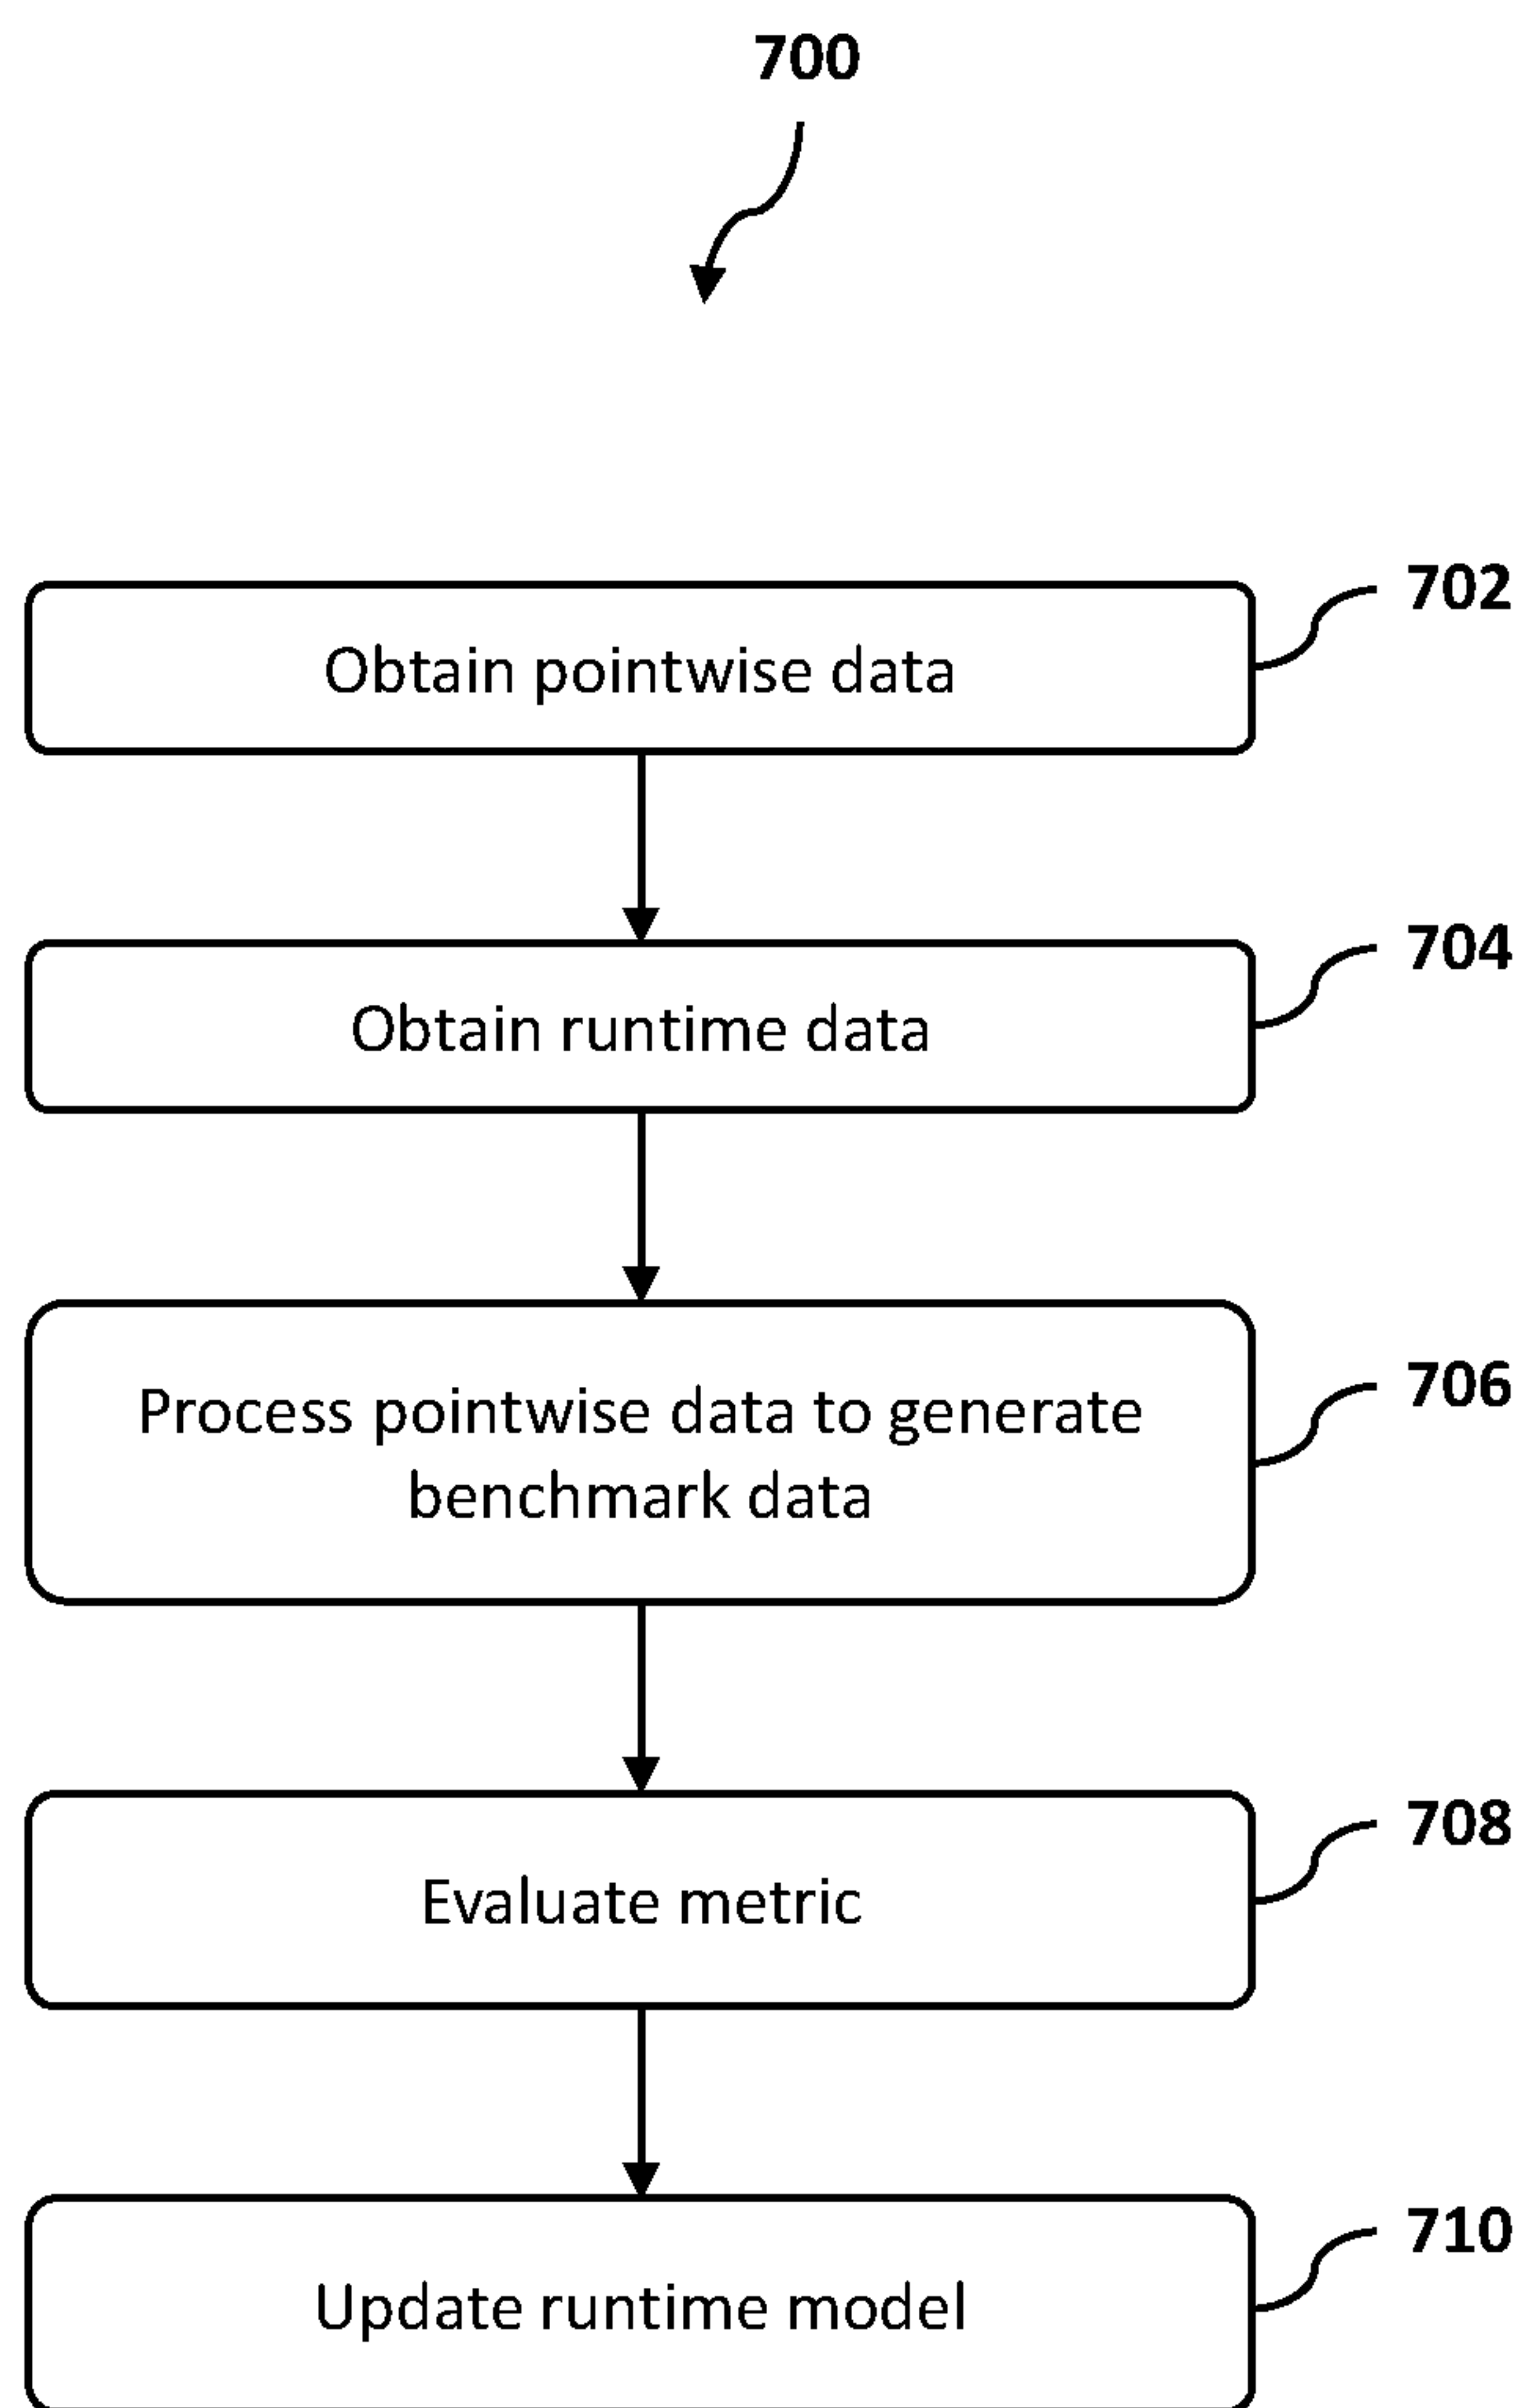 700
702
Obtain pointwise data
704
Obtain runtime data
706
Process pointwise data to generate
benchmark data
708
Evaluate metric
710
Update runtime model